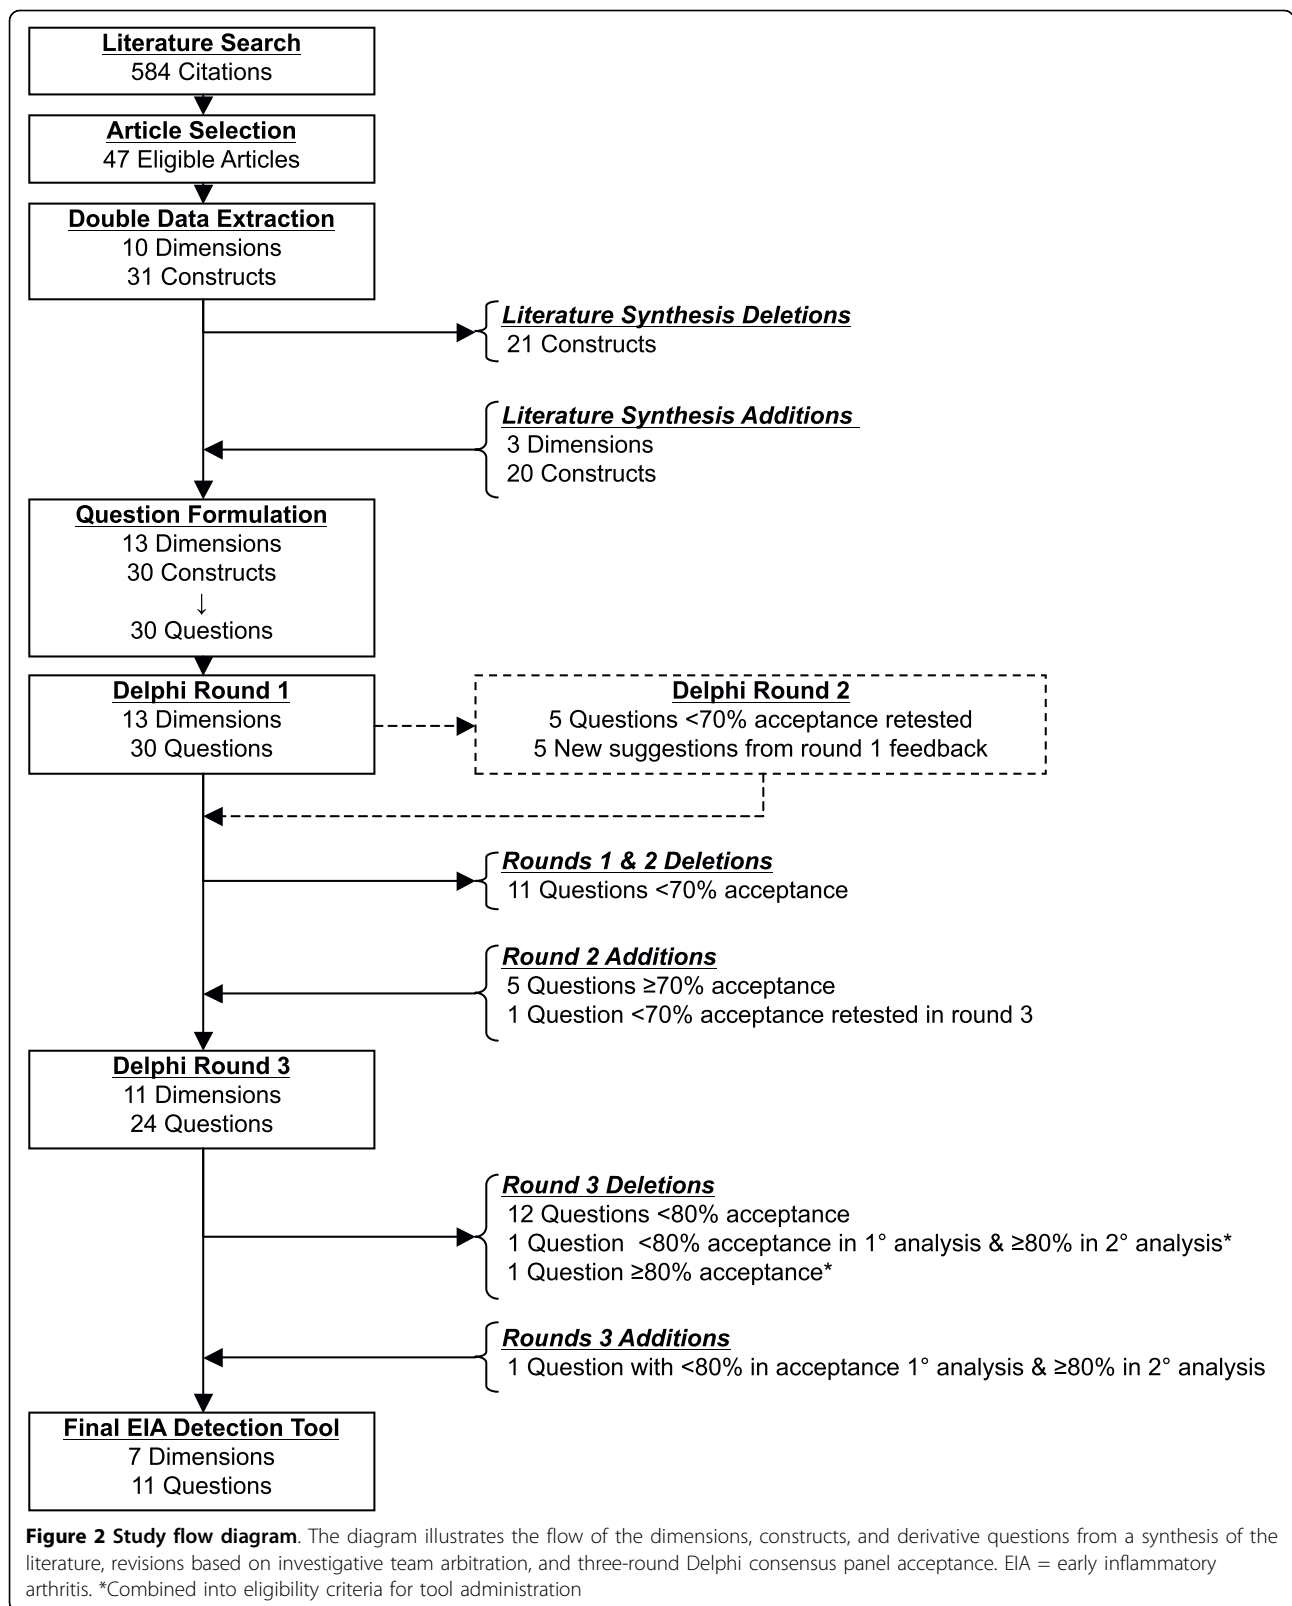 Literature Search
584 Citations
Article Selection
47 Eligible Articles
Double Data Extraction
10 Dimensions
31 Constructs
Literature Synthesis Deletions
21 Constructs
Literature Synthesis Additions
3 Dimensions
20 Constructs
Question Formulation
13 Dimensions
30 Constructs
↓
30 Questions
Delphi Round 1
13 Dimensions
30 Questions
Delphi Round 2
5 Questions <70% acceptance retested
5 New suggestions from round 1 feedback
Rounds 1 & 2 Deletions
11 Questions <70% acceptance
Round 2 Additions
5 Questions ≥70% acceptance
1 Question <70% acceptance retested in round 3
Delphi Round 3
11 Dimensions
24 Questions
Round 3 Deletions
12 Questions <80% acceptance
1 Question <80% acceptance in 1° analysis & ≥80% in 2° analysis*
1 Question ≥80% acceptance*
Rounds 3 Additions
1 Question with <80% in acceptance 1° analysis & ≥80% in 2° analysis
Final EIA Detection Tool
7 Dimensions
11 Questions
Figure 2 Study flow diagram. The diagram illustrates the flow of the dimensions, constructs, and derivative questions from a synthesis of the
literature, revisions based on investigative team arbitration, and three-round Delphi consensus panel acceptance. EIA = early inflammatory
arthritis. *Combined into eligibility criteria for tool administration